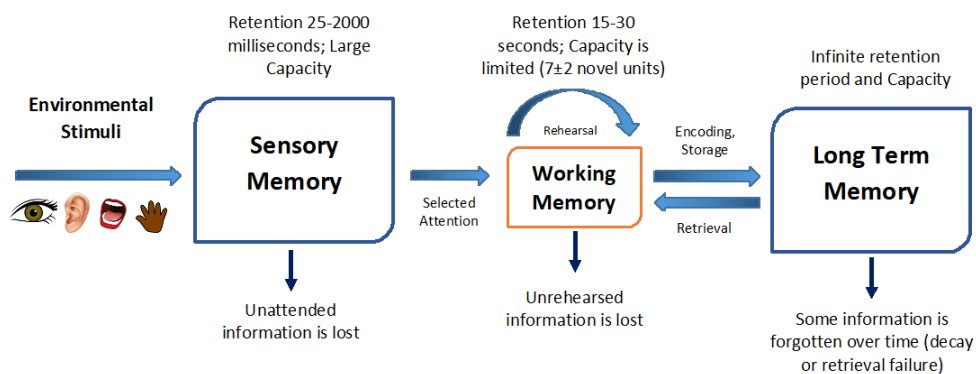 Environmental
Stimuli
Retention 25-2000
milliseconds; Large
Capacity
Sensory
Memory
Unattended
information is lost
Selected
Attention
Retention 15-30
seconds; Capacity is
limited (7±2 novel units)
Rehearsal
Working
Memory
Unrehearsed
information is lost
Encoding,
Storage
Retrieval
Infinite retention
period and Capacity
Long Term
Memory
Some information is
forgotten over time (decay
or retrieval failure)